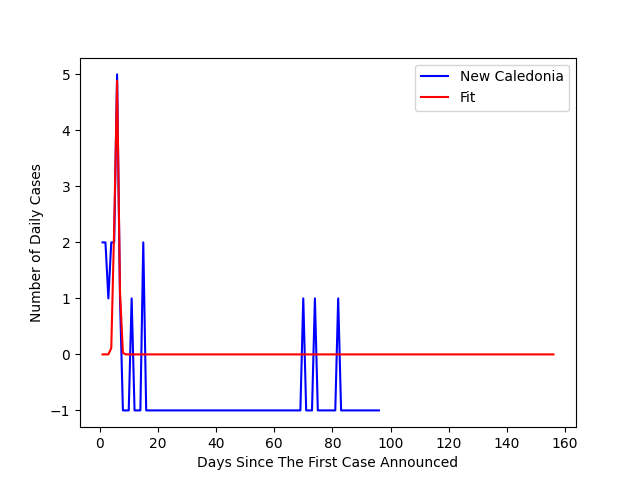 New Caledonia
Fit
Number of Daily Cases
5
4
3
2
1
0
−1
0 20 40 60 80 100 120 140 160
Days Since The First Case Announced